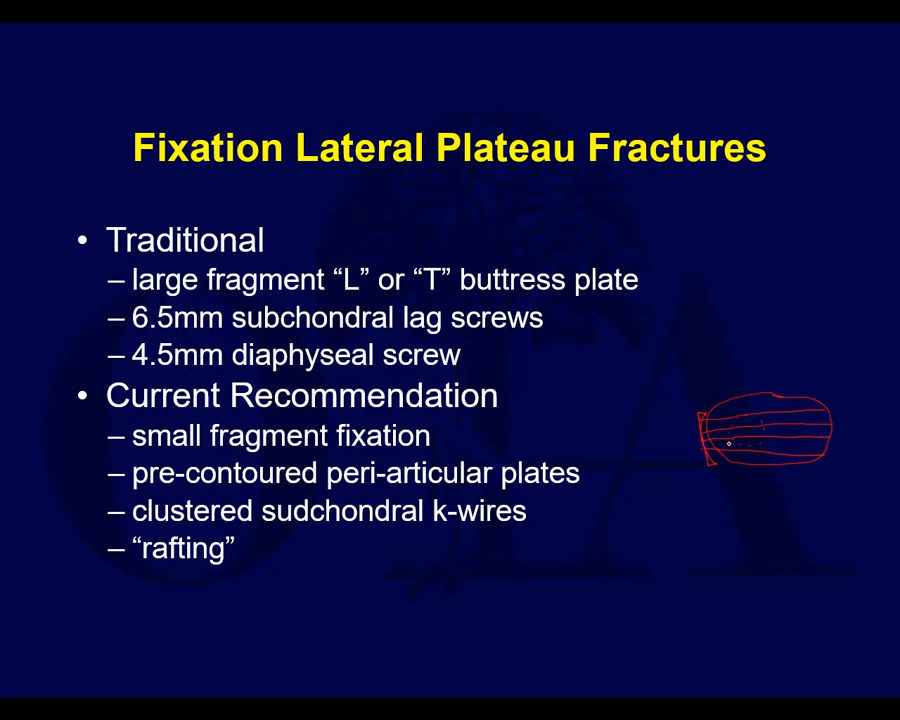 Fixation Lateral Plateau Fractures
• Traditional
– large fragment “L” or “T” buttress plate
– 6.5mm subchondral lag screws
– 4.5mm diaphyseal screw
• Current Recommendation
– small fragment fixation
– pre-contoured peri-articular plates
– clustered sudchondral k-wires
– “rafting”
OTA